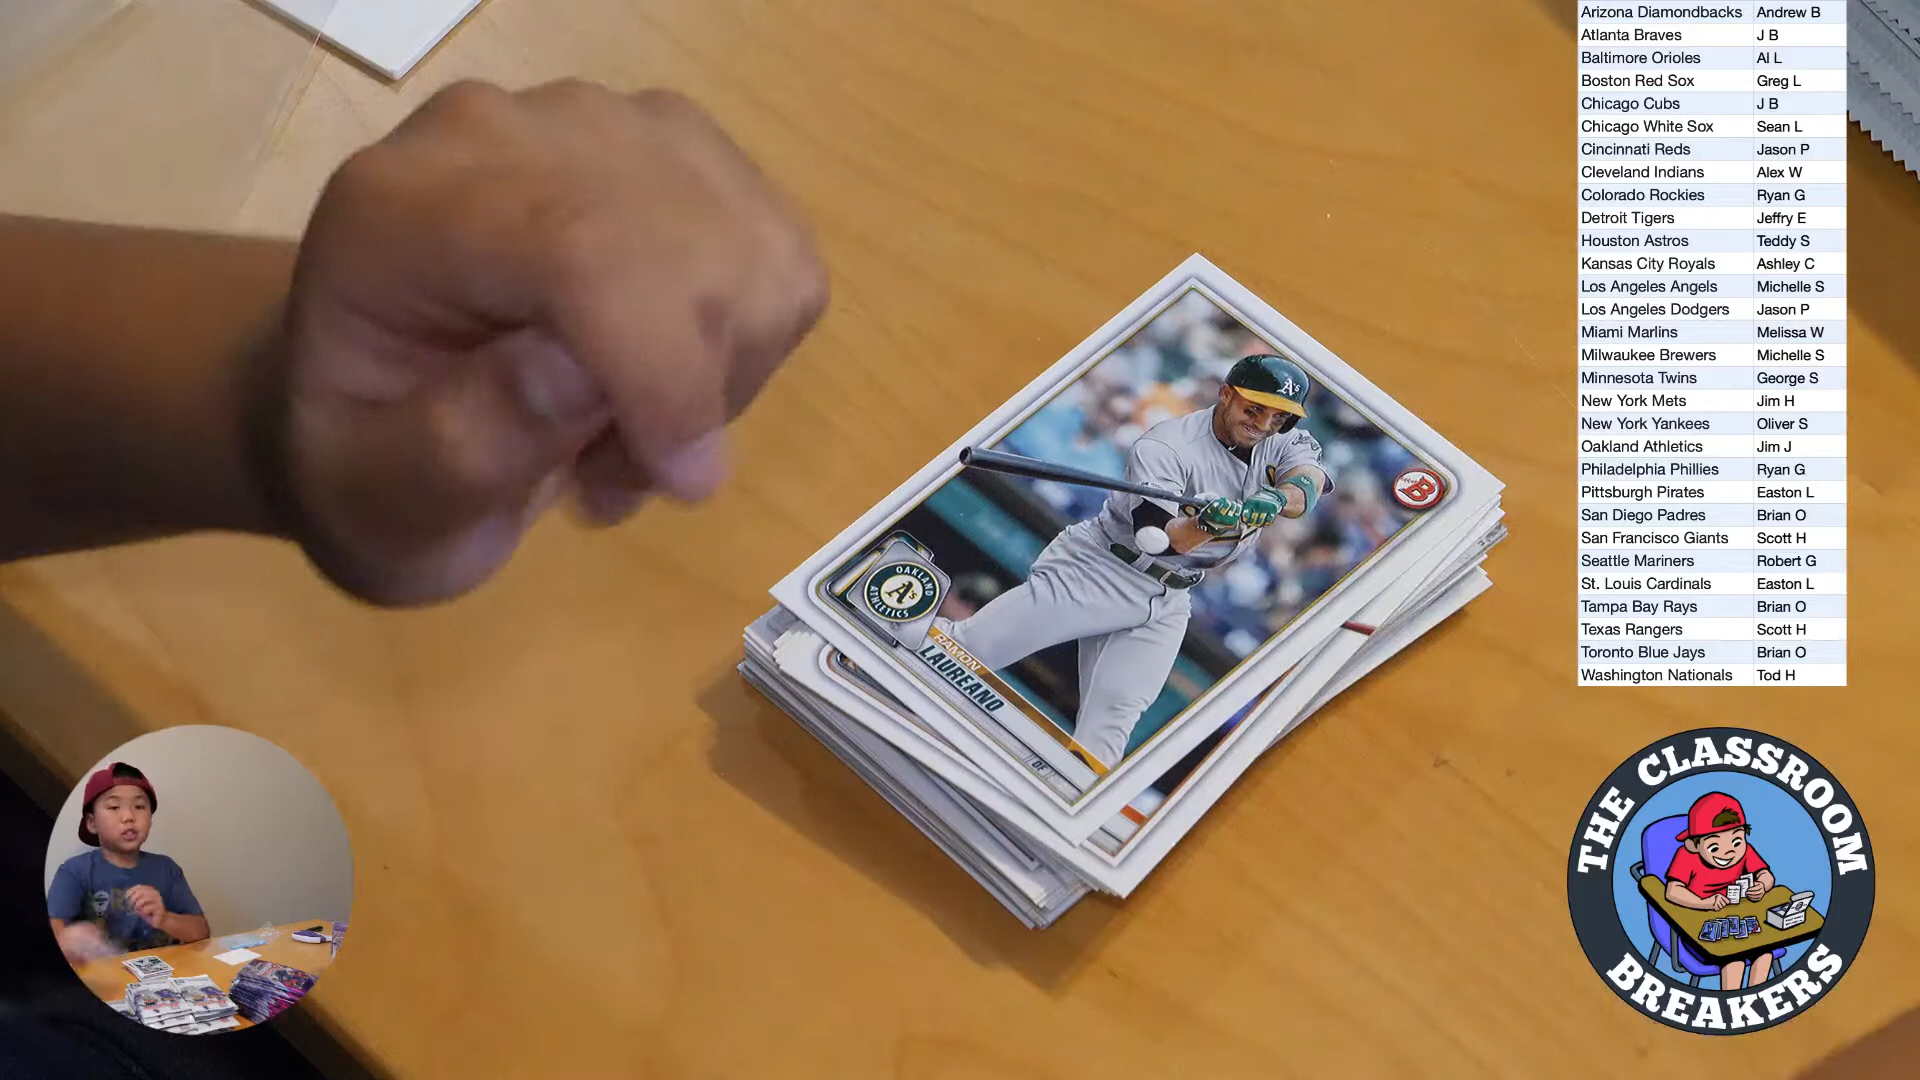 Arizona Diamondbacks Andrew B
Atlanta Braves J B
Baltimore Orioles Al L
Boston Red Sox Greg L
Chicago Cubs J B
Chicago White Sox Sean L
Cincinnati Reds Jason P
Cleveland Indians Alex W
Colorado Rockies Ryan G
Detroit Tigers Jeffry E
Houston Astros Teddy S
Kansas City Royals Ashley C
Los Angeles Angels Michelle S
Los Angeles Dodgers Jason P
Miami Marlins Melissa W
Milwaukee Brewers Michelle S
Minnesota Twins George S
New York Mets Jim H
New York Yankees Oliver S
Oakland Athletics Jim J
Philadelphia Phillies Ryan G
Pittsburgh Pirates Easton L
San Diego Padres Brian O
San Francisco Giants Scott H
Seattle Mariners Robert G
St. Louis Cardinals Easton L
Tampa Bay Rays Brian O
Texas Rangers Scott H
Toronto Blue Jays Brian O
Washington Nationals Tod H
A's
B
OAKLAND
A's
ATHLETICS
RAMON
LAUREANO
OF
THE CLASSROOM
BREAKERS